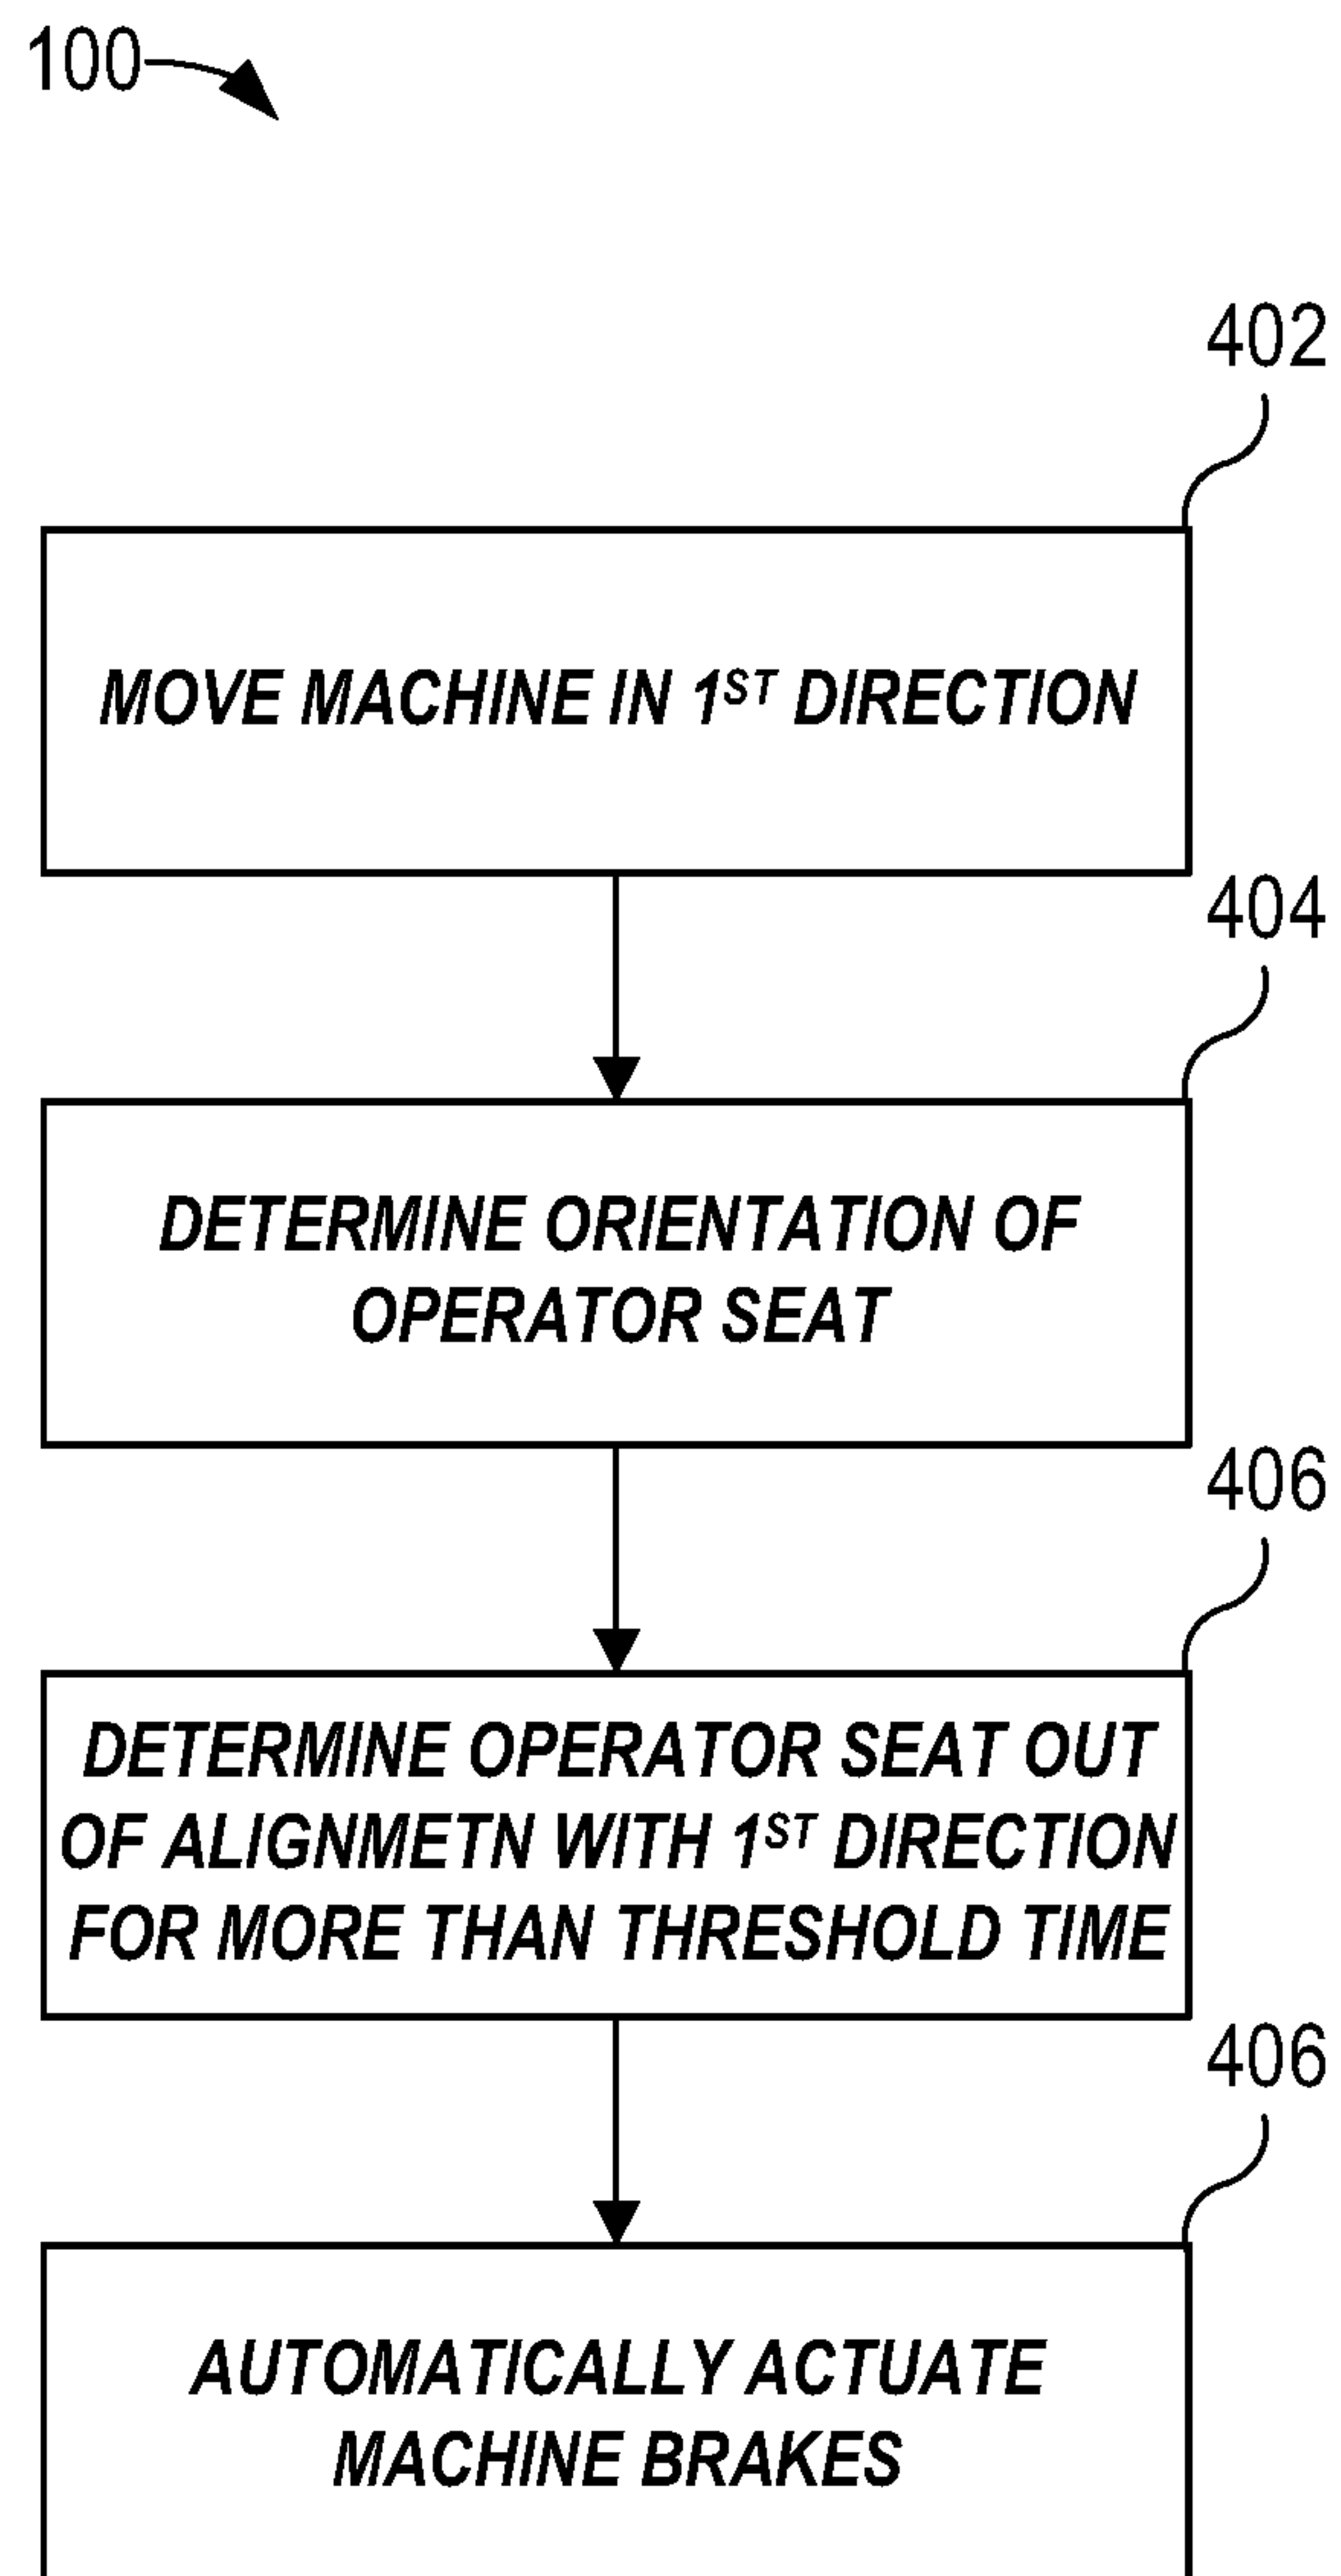 100
402
MOVE MACHINE IN 1ST DIRECTION
404
DETERMINE ORIENTATION OF
OPERATOR SEAT
406
DETERMINE OPERATOR SEAT OUT
OF ALIGNMETN WITH 1ST DIRECTION
FOR MORE THAN THRESHOLD TIME
406
AUTOMATICALLY ACTUATE
MACHINE BRAKES